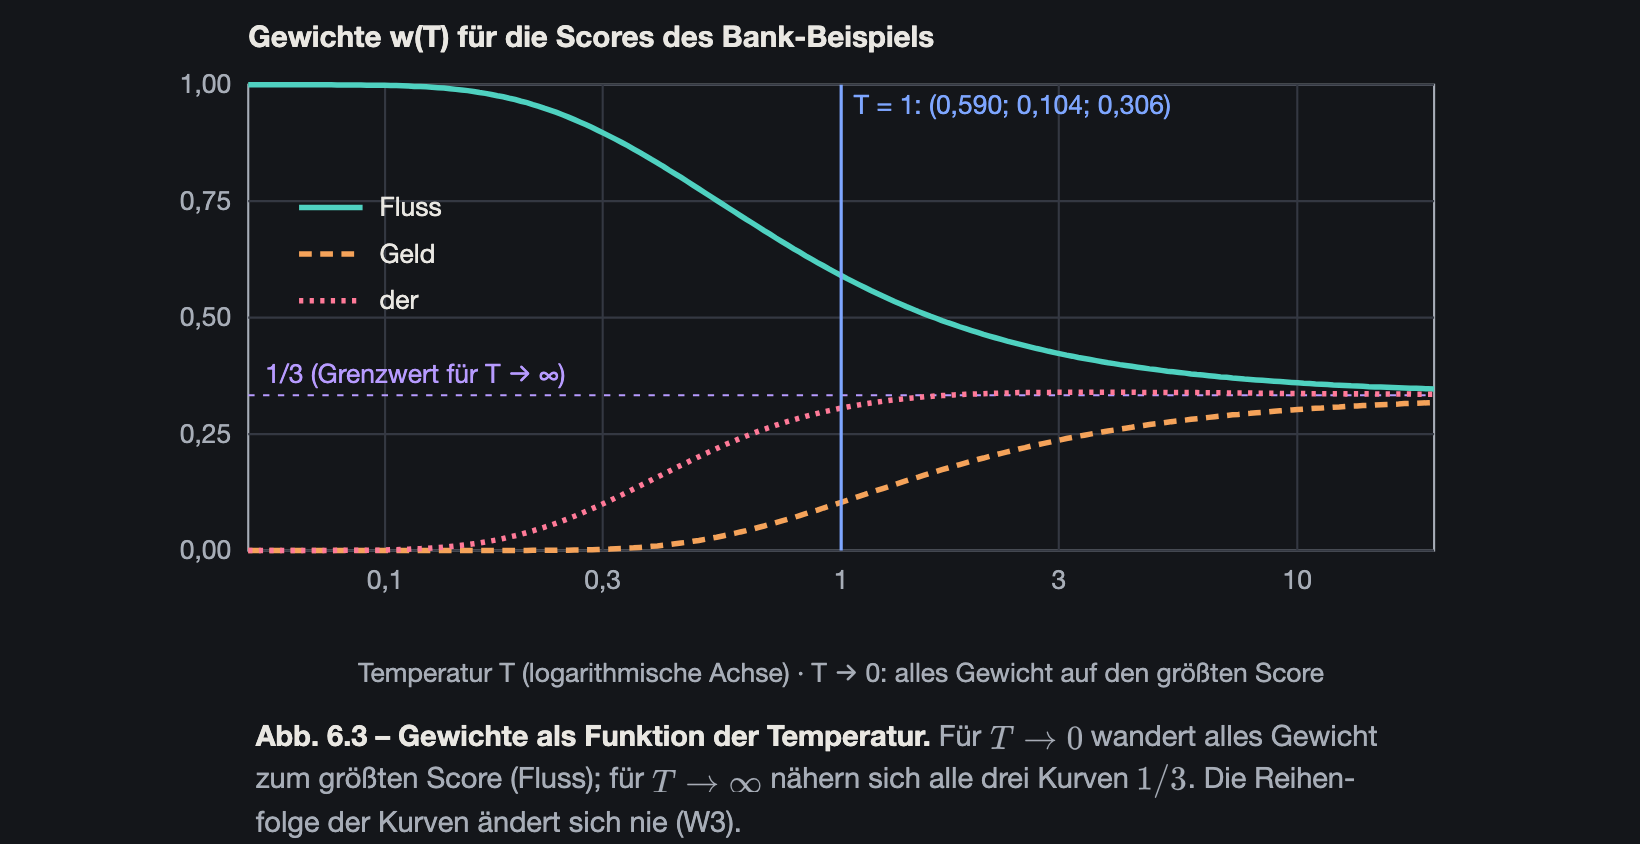 Gewichte w(T) für die Scores des Bank-Beispiels
1,00
T = 1: (0,590; 0,104; 0,306)
0,75
Fluss
Geld
der
0,50
1/3 (Grenzwert für T → ∞)
0,25
0,00
0,1
0,3
1
3
10
Temperatur T (logarithmische Achse) · T → 0: alles Gewicht auf den größten Score
Abb. 6.3 – Gewichte als Funktion der Temperatur. Für T → 0 wandert alles Gewicht
zum größten Score (Fluss); für T → ∞ nähern sich alle drei Kurven 1/3. Die Reihen-
folge der Kurven ändert sich nie (W3).